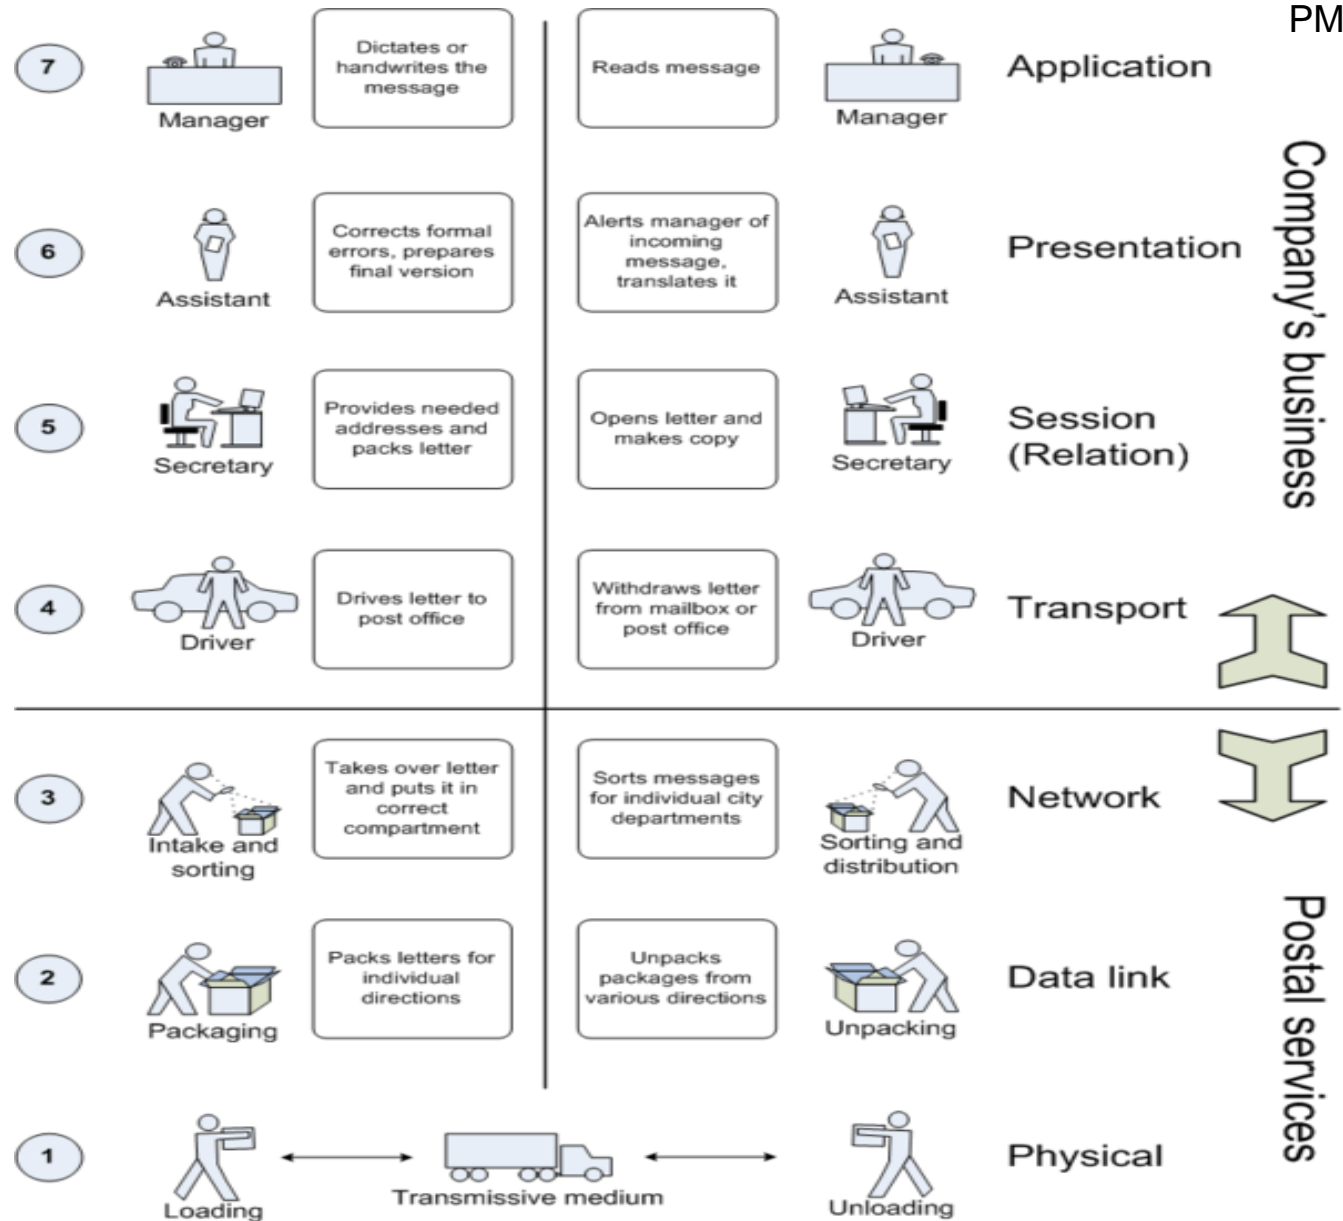 PM
7
Manager
Dictates or
handwrites the
message
Reads message
Manager
Application
6
Assistant
Corrects formal
errors, prepares
final version
Alerts manager of
incoming
message,
translates it
Assistant
Presentation
5
Secretary
Provides needed
addresses and
packs letter
Opens letter and
makes copy
Secretary
Session
(Relation)
4
Driver
Drives letter to
post office
Withdraws letter
from mailbox or
post office
Driver
Transport
Company's business
3
Intake and
sorting
Takes over letter
and puts it in
correct
compartment
Sorts messages
for individual city
departments
Sorting and
distribution
Network
2
Packaging
Packs letters for
individual
directions
Unpacks
packages from
various directions
Unpacking
Data link
1
Loading
Transmissive medium
Unloading
Physical
Postal services